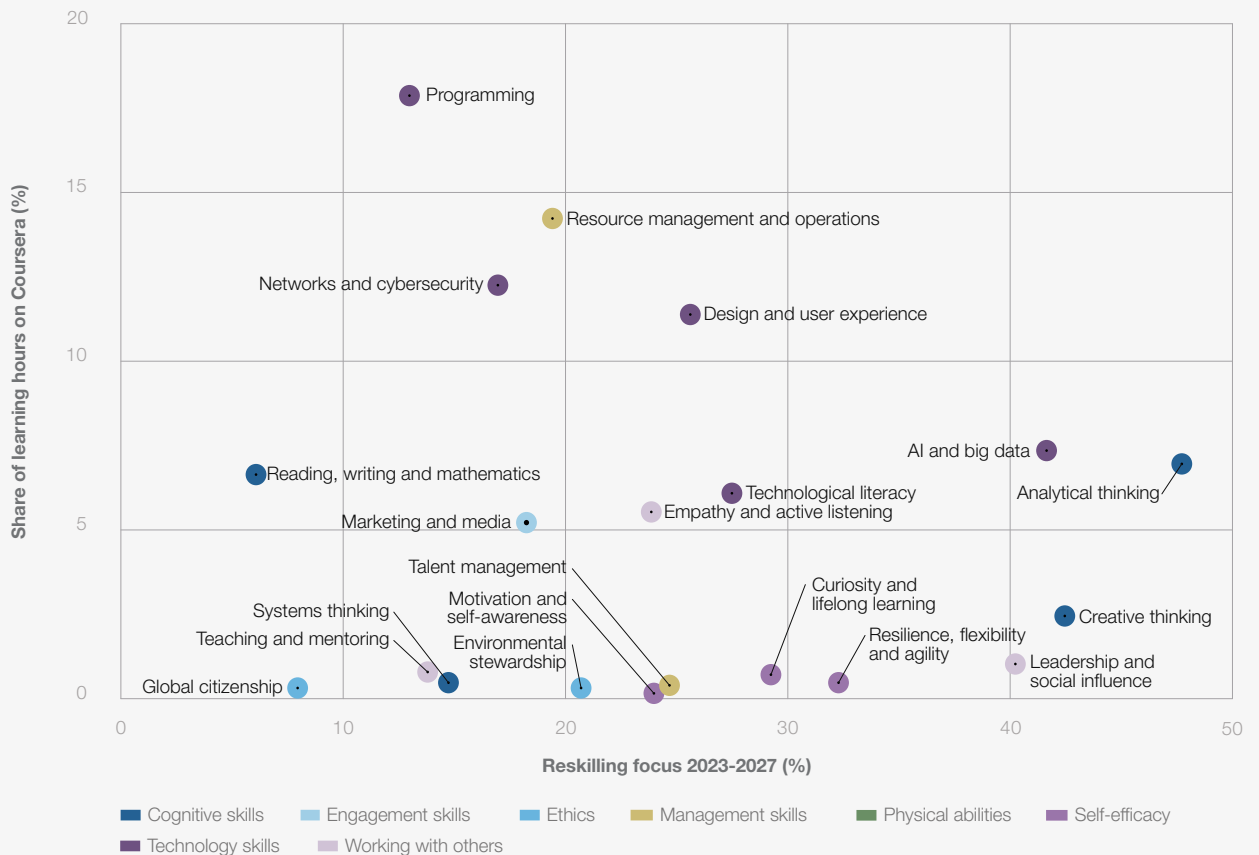 20
Programming
15
Resource management and operations
Networks and cybersecurity
Design and user experience
10
AI and big data
Reading, writing and mathematics
Analytical thinking
Technological literacy
Empathy and active listening
Marketing and media
5
Talent management
Curiosity and
lifelong learning
Motivation and
self-awareness
Systems thinking
Creative thinking
Teaching and mentoring
Environmental
stewardship
Resilience, flexibility
and agility
Leadership and
social influence
Global citizenship
0
0 10 20 30 40 50
Share of learning hours on Coursera (%)
Reskilling focus 2023-2027 (%)
Cognitive skills Engagement skills Ethics Management skills Physical abilities Self-efficacy
Technology skills Working with others